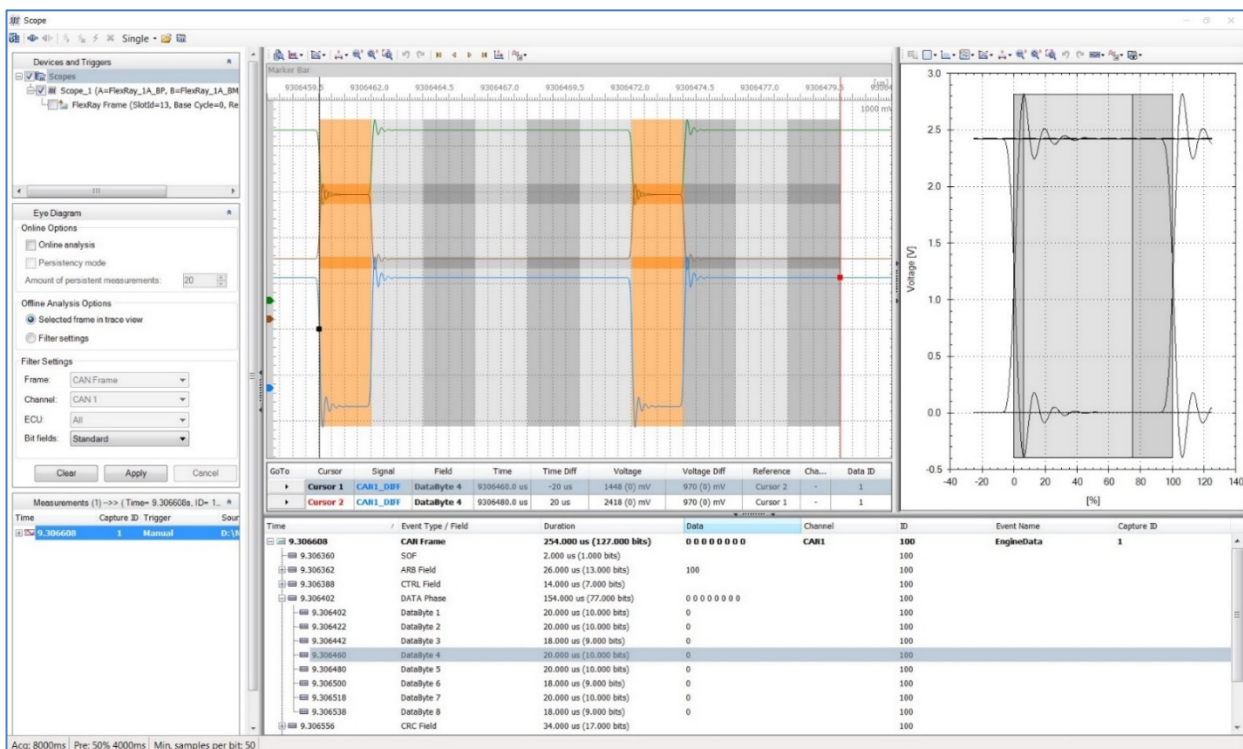 Scope
Single
Devices and Triggers
Scopes
Scope_1 (A=FlexRay_1A_BP, B=FlexRay_1A_BM
FlexRay Frame (SlotId=13, Base Cycle=0, Re
Eye Diagram
Online Options
Online analysis
Persistency mode
Amount of persistent measurements: 20
Offline Analysis Options
Selected frame in trace view
Filter settings
Filter Settings
Frame: CAN Frame
Channel: CAN 1
ECU: All
Bit fields: Standard
Clear Apply Cancel
Measurements (1) ->> ( Time= 9.306608s, ID= 1..
Time Capture ID Trigger Sour
9.306608 1 Manual D:\
Marker Bar
[us]
9306459.5 9306462.0 9306464.5 9306467.0 9306469.5 9306472.0 9306474.5 9306477.0 9306479.5
1000 mV
GoTo Cursor Signal Field Time Time Diff Voltage Voltage Diff Reference Cha... Data ID
Cursor 1 CAN1_DIFF DataByte 4 9306460.0 us -20 us 1448 (0) mV 970 (0) mV Cursor 2 - 1
Cursor 2 CAN1_DIFF DataByte 4 9306480.0 us 20 us 2418 (0) mV 970 (0) mV Cursor 1 - 1
3.0
2.5
2.0
1.5
1.0
0.5
0.0
-0.5
Voltage [V]
-40 -20 0 20 40 60 80 100 120 140
[%]
Time / Event Type / Field Duration Data Channel ID Event Name Capture ID
9.306608 CAN Frame 254.000 us (127.000 bits) 0 0 0 0 0 0 0 0 CAN1 100 EngineData 1
9.306360 SOF 2.000 us (1.000 bits) 100
9.306362 ARB Field 26.000 us (13.000 bits) 100 100
9.306388 CTRL Field 14.000 us (7.000 bits) 100
9.306402 DATA Phase 154.000 us (77.000 bits) 0 0 0 0 0 0 0 0 100
9.306402 DataByte 1 20.000 us (10.000 bits) 0 100
9.306422 DataByte 2 20.000 us (10.000 bits) 0 100
9.306442 DataByte 3 18.000 us (9.000 bits) 0 100
9.306460 DataByte 4 20.000 us (10.000 bits) 0 100
9.306480 DataByte 5 20.000 us (10.000 bits) 0 100
9.306500 DataByte 6 18.000 us (9.000 bits) 0 100
9.306518 DataByte 7 20.000 us (10.000 bits) 0 100
9.306538 DataByte 8 18.000 us (9.000 bits) 0 100
9.306556 CRC Field 34.000 us (17.000 bits) 100
Acq: 8000ms Pre: 50% 4000ms Min. samples per bit: 50